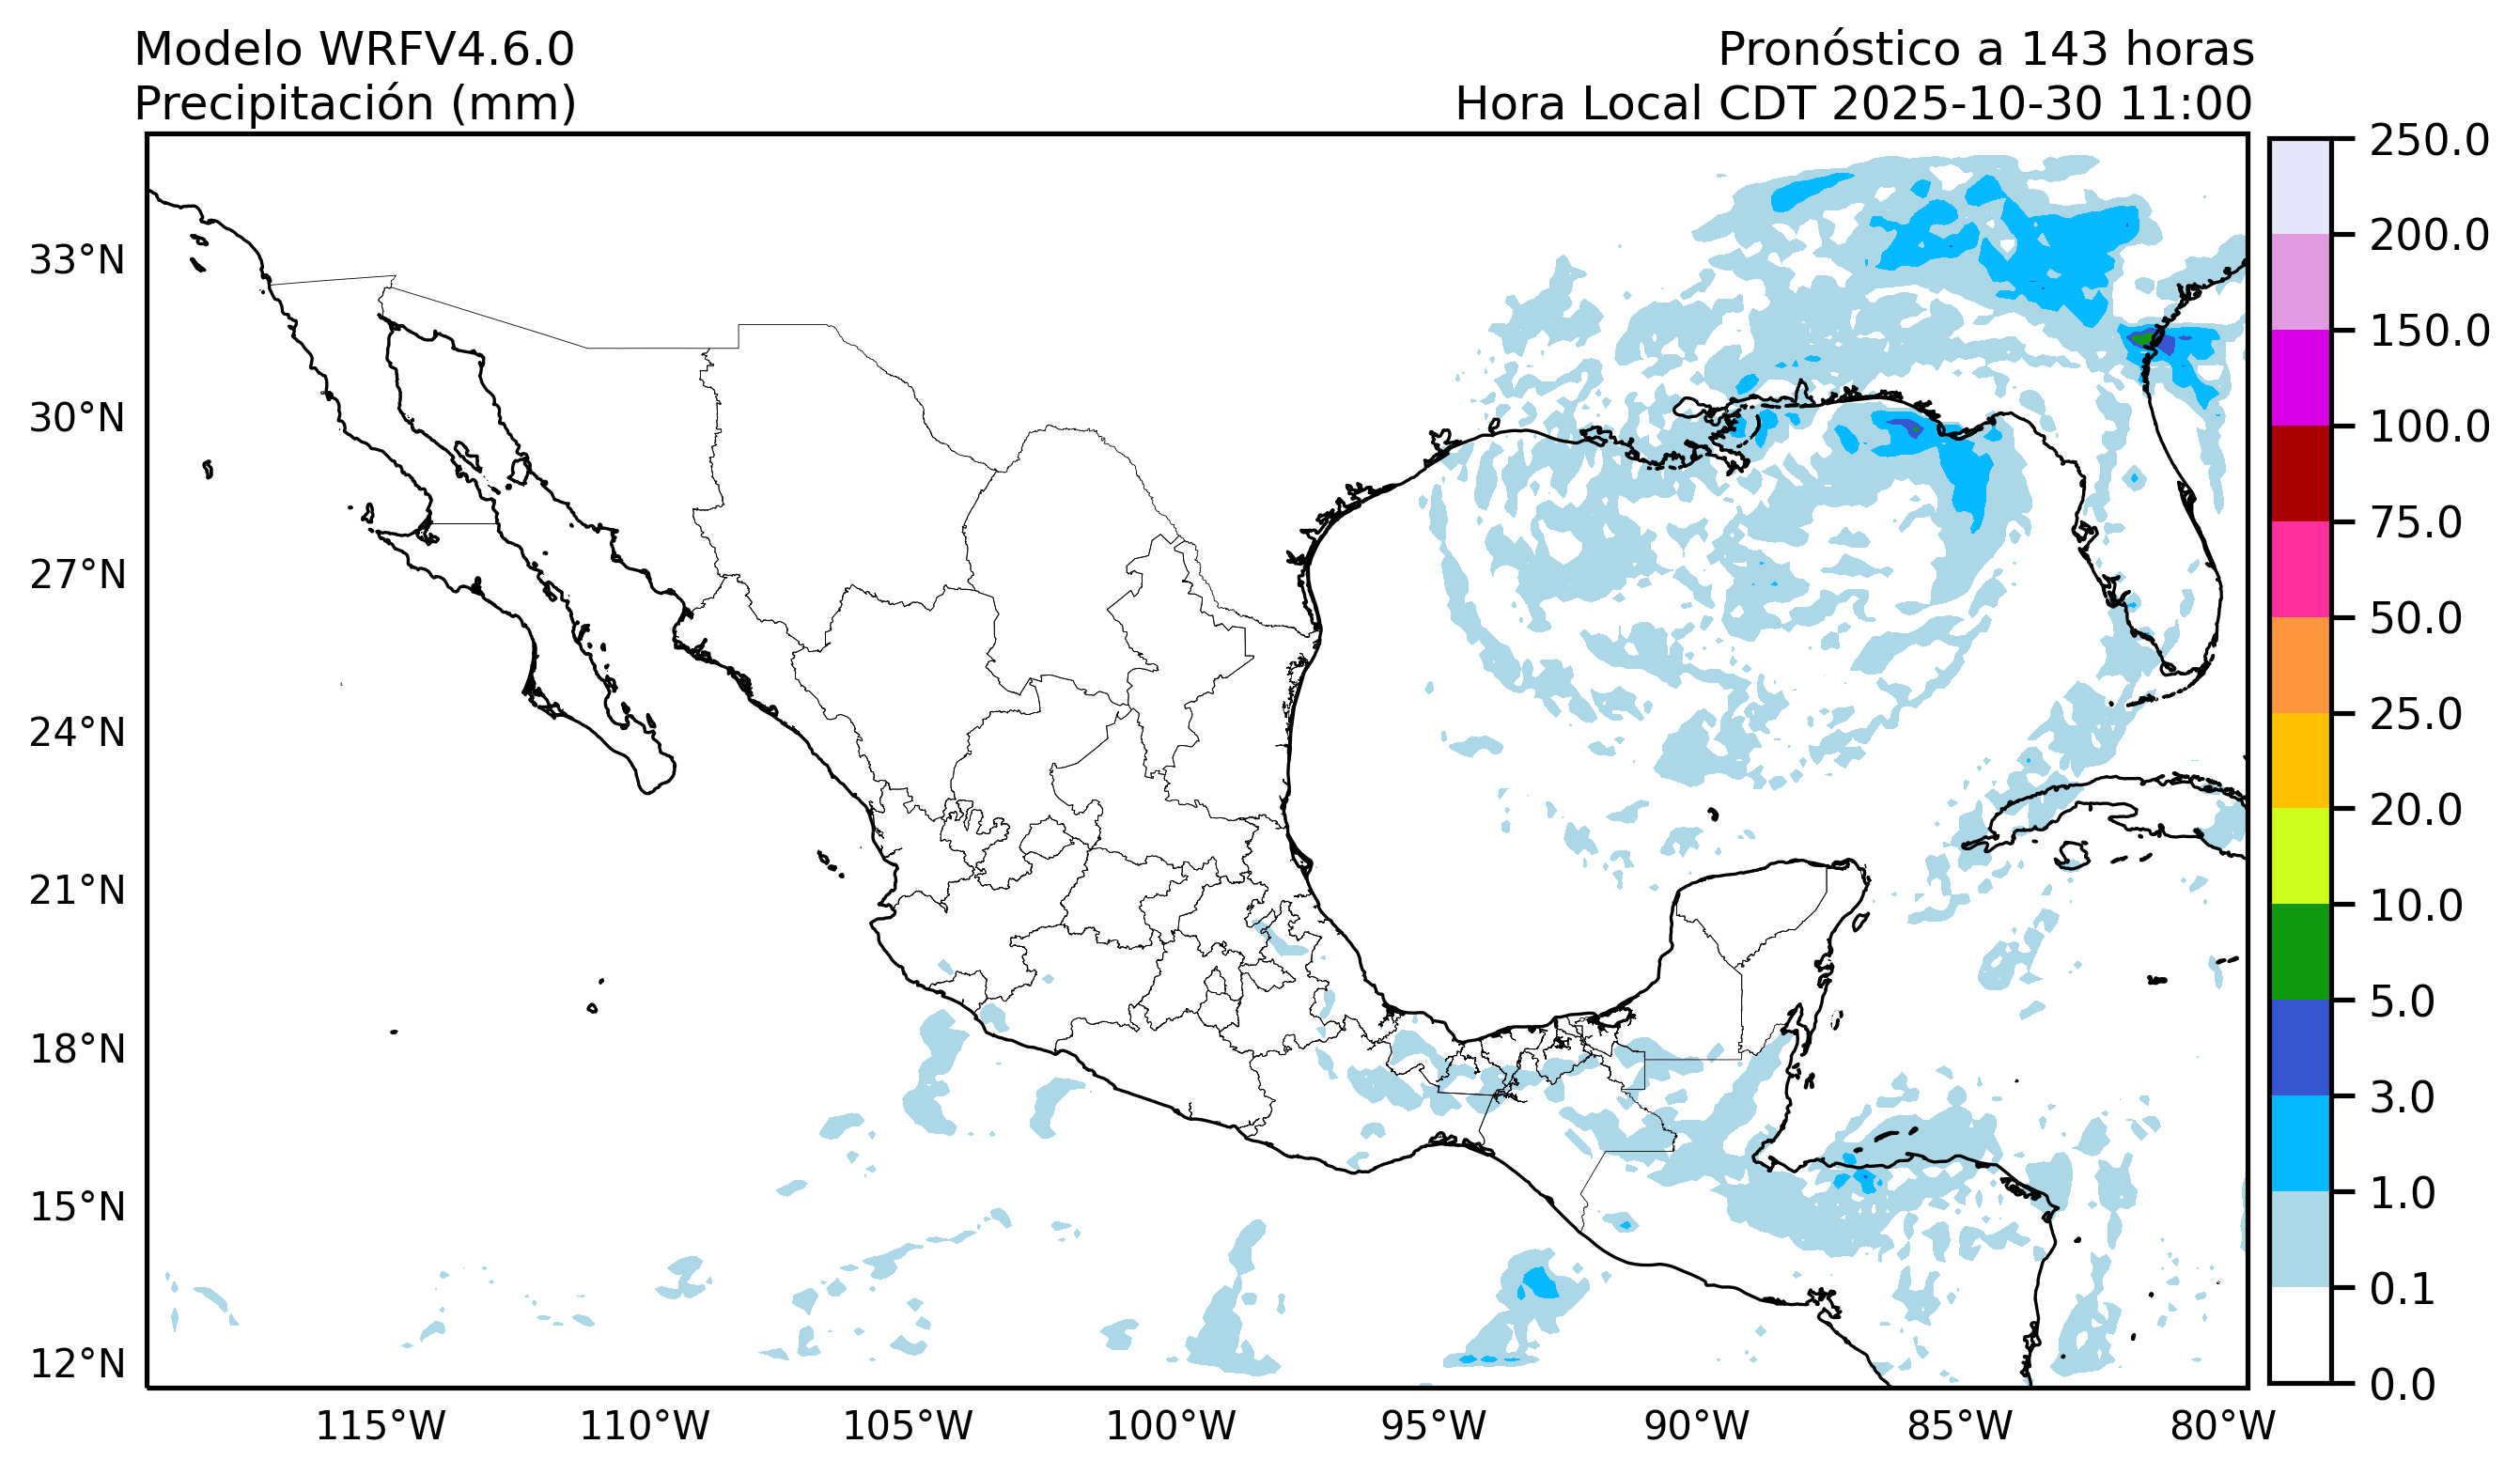 Modelo WRFV4.6.0
Precipitación (mm)
Pronóstico a 143 horas
Hora Local CDT 2025-10-30 11:00
33°N
30°N
27°N
24°N
21°N
18°N
15°N
12°N
115°W
110°W
105°W
100°W
95°W
90°W
85°W
80°W
250.0
200.0
150.0
100.0
75.0
50.0
25.0
20.0
10.0
5.0
3.0
1.0
0.1
0.0